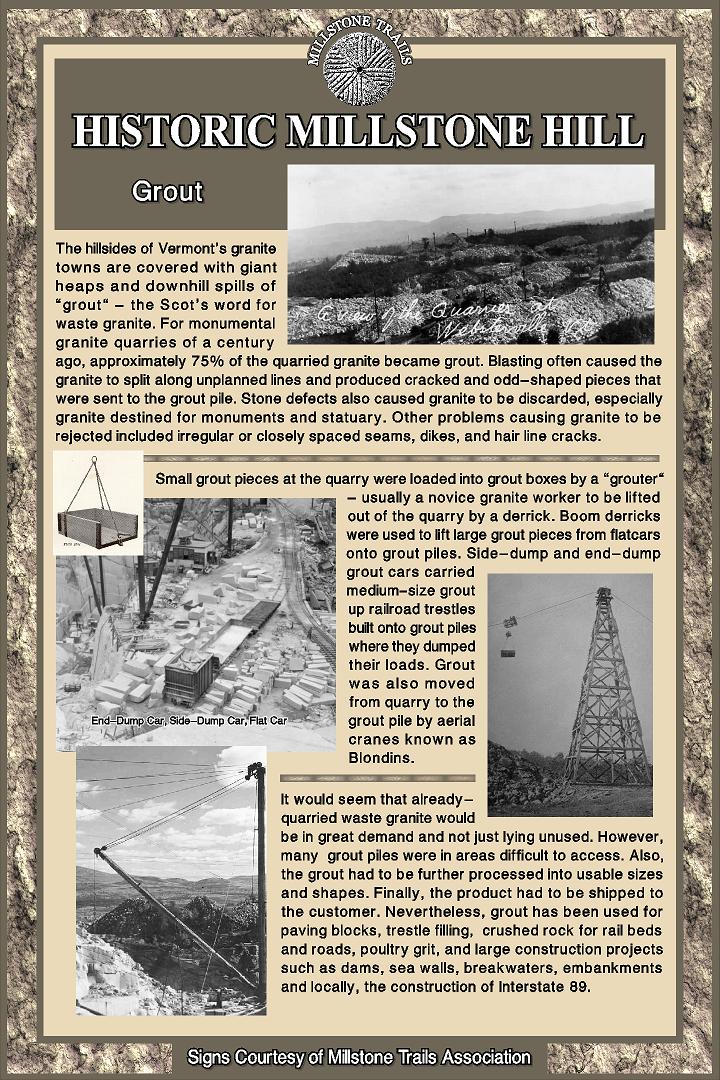 MILLSTONE TRAILS
HISTORIC MILLSTONE HILL
Grout
The hillsides of Vermont's granite
towns are covered with giant
heaps and downhill spills of
"grout" – the Scot's word for
waste granite. For monumental
granite quarries of a century
ago, approximately 75% of the quarried granite became grout. Blasting often caused the
granite to split along unplanned lines and produced cracked and odd–shaped pieces that
were sent to the grout pile. Stone defects also caused granite to be discarded, especially
granite destined for monuments and statuary. Other problems causing granite to be
rejected included irregular or closely spaced seams, dikes, and hair line cracks.
A view of the Quarries at
Websterville Vt.
Small grout pieces at the quarry were loaded into grout boxes by a "grouter"
– usually a novice granite worker to be lifted
out of the quarry by a derrick. Boom derricks
were used to lift large grout pieces from flatcars
onto grout piles. Side–dump and end–dump
grout cars carried
medium–size grout
up railroad trestles
built onto grout piles
where they dumped
their loads. Grout
was also moved
from quarry to the
grout pile by aerial
cranes known as
Blondins.
End–Dump Car, Side–Dump Car, Flat Car
It would seem that already–
quarried waste granite would
be in great demand and not just lying unused. However,
many grout piles were in areas difficult to access. Also,
the grout had to be further processed into usable sizes
and shapes. Finally, the product had to be shipped to
the customer. Nevertheless, grout has been used for
paving blocks, trestle filling, crushed rock for rail beds
and roads, poultry grit, and large construction projects
such as dams, sea walls, breakwaters, embankments
and locally, the construction of Interstate 89.
Signs Courtesy of Millstone Trails Association